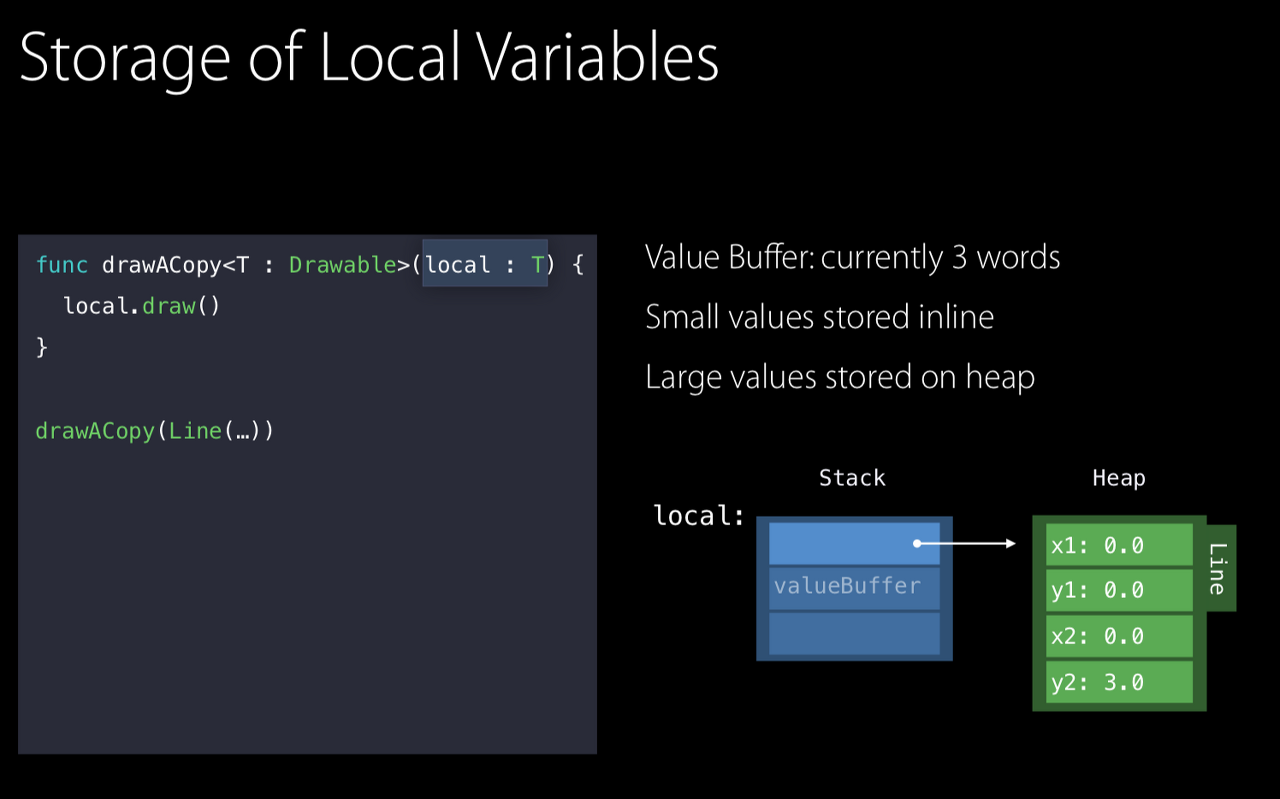 Storage of Local Variables
func drawACopy<T : Drawable>(local : T) {
local.draw()
}
drawACopy(Line(…))
Value Buffer: currently 3 words
Small values stored inline
Large values stored on heap
Stack
Heap
local:
valueBuffer
x1: 0.0
y1: 0.0
x2: 0.0
y2: 3.0
Line